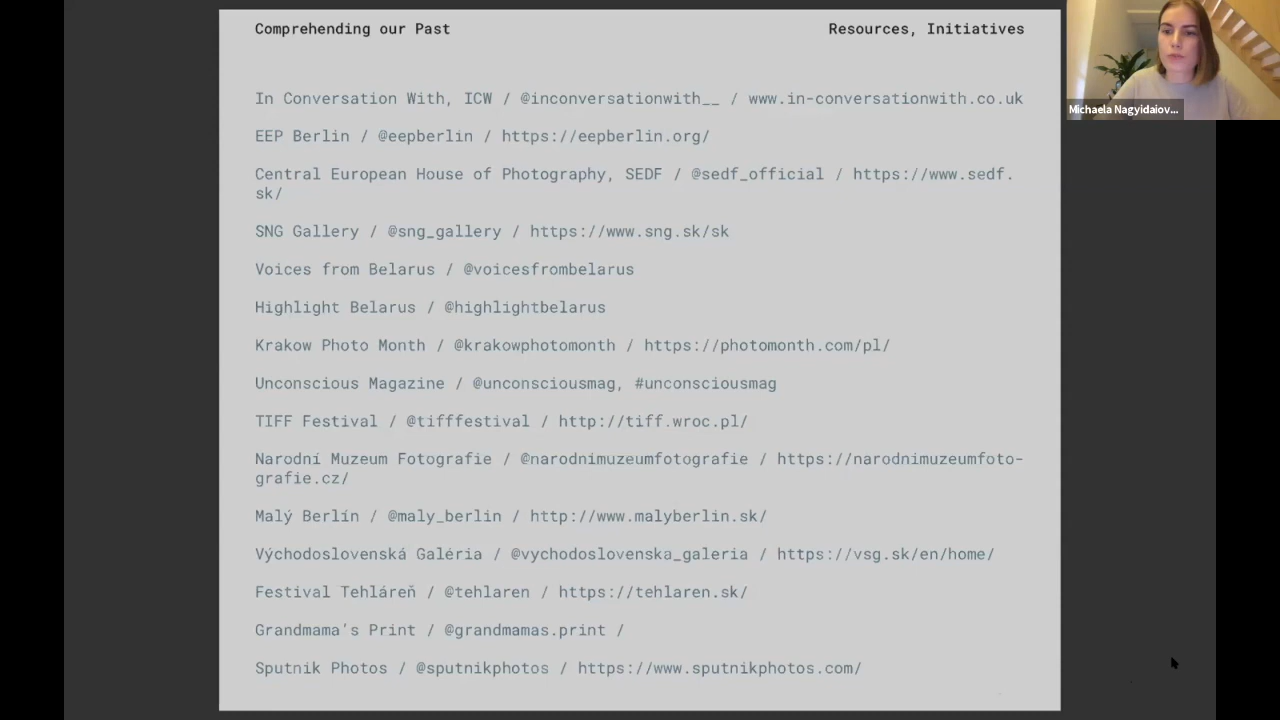 Comprehending our Past
Resources, Initiatives
Michaela Nagyidaiov...
In Conversation With, ICW / @inconversationwith__ / www.in-conversationwith.co.uk
EEP Berlin / @eepberlin / https://eepberlin.org/
Central European House of Photography, SEDF / @sedf_official / https://www.sedf.
sk/
SNG Gallery / @sng_gallery / https://www.sng.sk/sk
Voices from Belarus / @voicesfrombelarus
Highlight Belarus / @highlightbelarus
Krakow Photo Month / @krakowphotomonth / https://photomonth.com/pl/
Unconscious Magazine / @unconsciousmag, #unconsciousmag
TIFF Festival / @tifffestival / http://tiff.wroc.pl/
Narodní Muzeum Fotografie / @narodnimuzeumfotografie / https://narodnimuzeumfoto-
grafie.cz/
Malý Berlín / @maly_berlin / http://www.malyberlin.sk/
Východoslovenská Galéria / @vychodoslovenska_galeria / https://vsg.sk/en/home/
Festival Tehláreň / @tehlaren / https://tehlaren.sk/
Grandmama's Print / @grandmamas.print /
Sputnik Photos / @sputnikphotos / https://www.sputnikphotos.com/